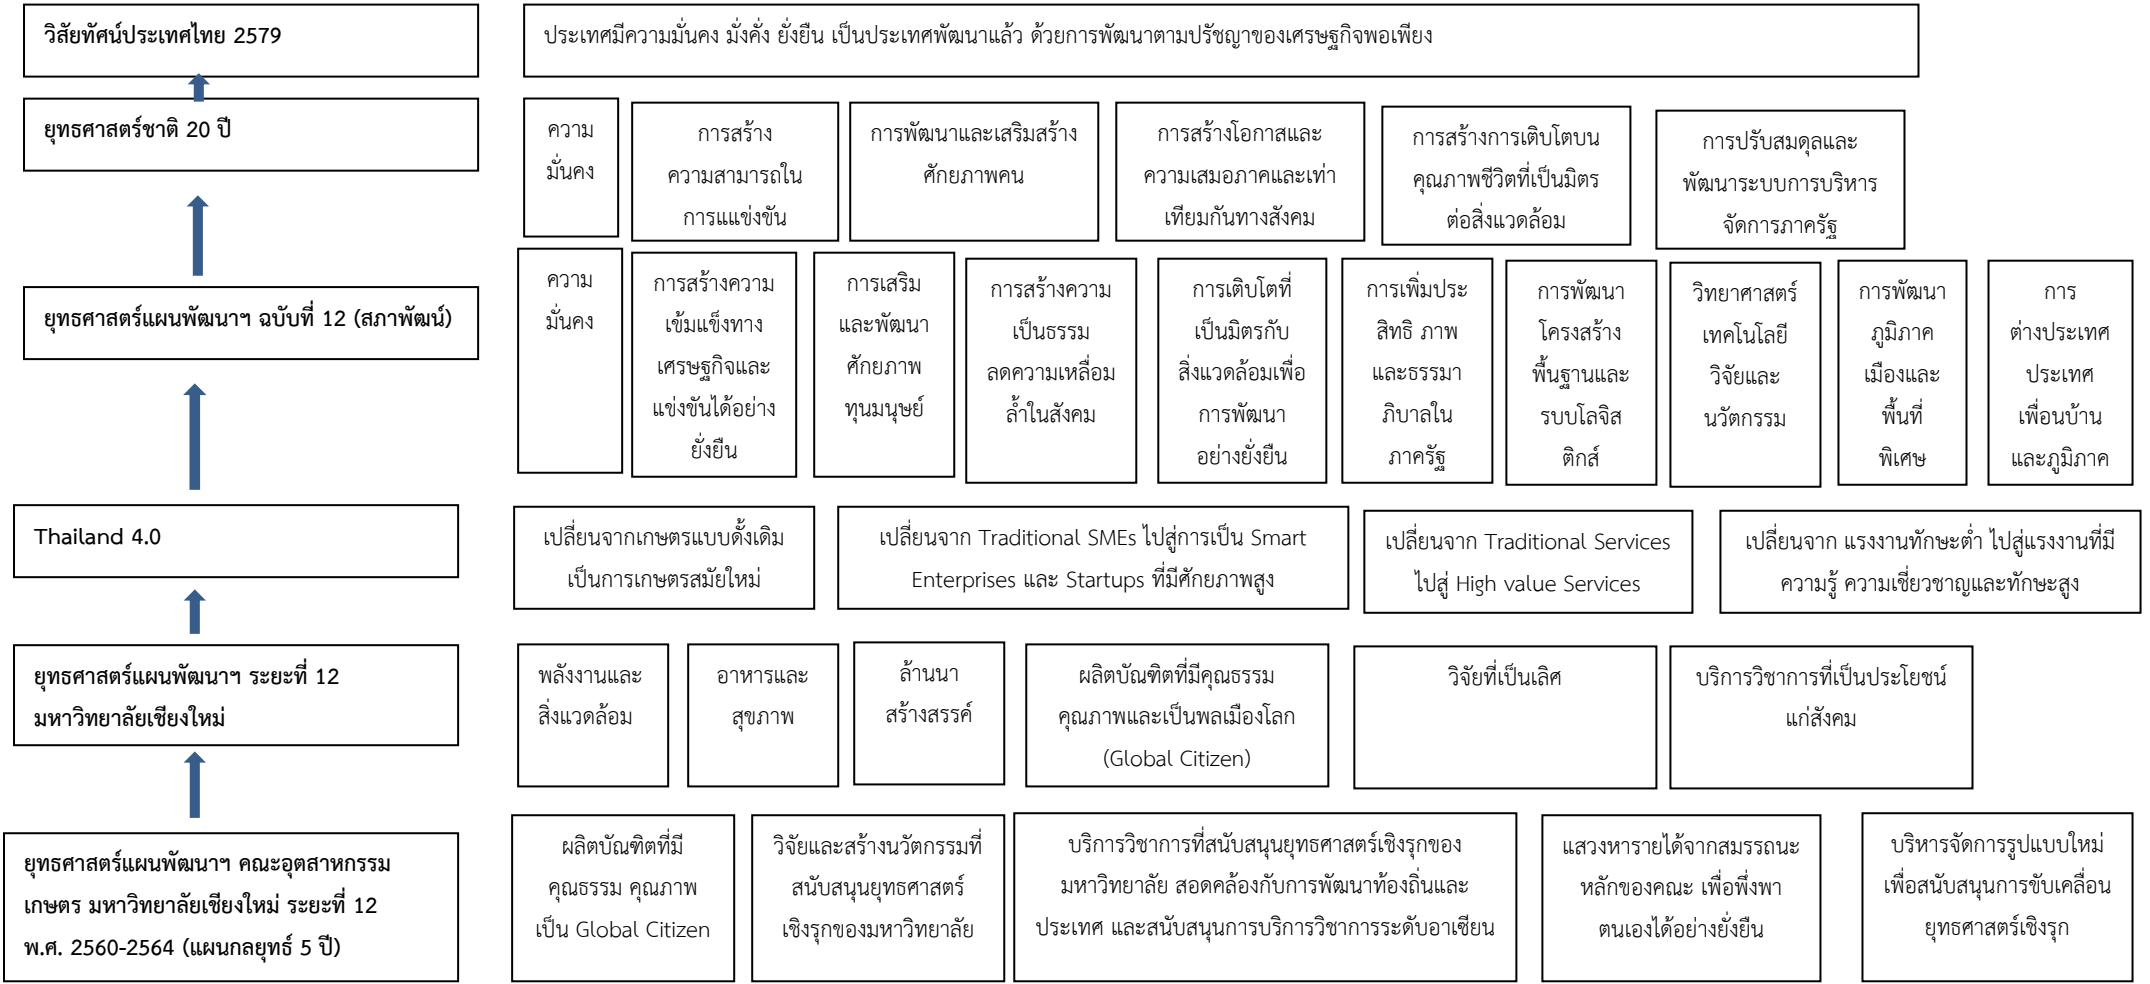 วิสัยทัศน์ประเทศไทย 2579
ประเทศมีความมั่นคง มั่งคั่ง ยั่งยืน เป็นประเทศพัฒนาแล้ว ด้วยการพัฒนาตามปรัชญาของเศรษฐกิจพอเพียง
ยุทธศาสตร์ชาติ 20 ปี
ความ
มั่นคง
การสร้าง
ความสามารถใน
การแแข่งขัน
การพัฒนาและเสริมสร้าง
ศักยภาพคน
การสร้างโอกาสและ
ความเสมอภาคและเท่า
เทียมกันทางสังคม
การสร้างการเติบโตบน
คุณภาพชีวิตที่เป็นมิตร
ต่อสิ่งแวดล้อม
การปรับสมดุลและ
พัฒนาระบบการบริหาร
จัดการภาครัฐ
ยุทธศาสตร์แผนพัฒนาฯ ฉบับที่ 12 (สภาพัฒน์)
ความ
มั่นคง
การสร้างความ
เข้มแข็งทาง
เศรษฐกิจและ
แข่งขันได้อย่าง
ยั่งยืน
การเสริม
และพัฒนา
ศักยภาพ
ทุนมนุษย์
การสร้างความ
เป็นธรรม
ลดความเหลื่อม
ล้ำในสังคม
การเติบโตที่
เป็นมิตรกับ
สิ่งแวดล้อมเพื่อ
การพัฒนา
อย่างยั่งยืน
การเพิ่มประ
สิทธิ ภาพ
และธรรมา
ภิบาลใน
ภาครัฐ
การพัฒนา
โครงสร้าง
พื้นฐานและ
รบบโลจิส
ติกส์
วิทยาศาสตร์
เทคโนโลยี
วิจัยและ
นวัตกรรม
การพัฒนา
ภูมิภาค
เมืองและ
พื้นที่
พิเศษ
การ
ต่างประเทศ
ประเทศ
เพื่อนบ้าน
และภูมิภาค
Thailand 4.0
เปลี่ยนจากเกษตรแบบดั้งเดิม
เป็นการเกษตรสมัยใหม่
เปลี่ยนจาก Traditional SMEs ไปสู่การเป็น Smart
Enterprises และ Startups ที่มีศักยภาพสูง
เปลี่ยนจาก Traditional Services
ไปสู่ High value Services
เปลี่ยนจาก แรงงานทักษะต่ำ ไปสู่แรงงานที่มี
ความรู้ ความเชี่ยวชาญและทักษะสูง
ยุทธศาสตร์แผนพัฒนาฯ ระยะที่ 12
มหาวิทยาลัยเชียงใหม่
พลังงานและ
สิ่งแวดล้อม
อาหารและ
สุขภาพ
ล้านนา
สร้างสรรค์
ผลิตบัณฑิตที่มีคุณธรรม
คุณภาพและเป็นพลเมืองโลก
(Global Citizen)
วิจัยที่เป็นเลิศ
บริการวิชาการที่เป็นประโยชน์
แก่สังคม
ยุทธศาสตร์แผนพัฒนาฯ คณะอุตสาหกรรม
เกษตร มหาวิทยาลัยเชียงใหม่ ระยะที่ 12
พ.ศ. 2560-2564 (แผนกลยุทธ์ 5 ปี)
ผลิตบัณฑิตที่มี
คุณธรรม คุณภาพ
เป็น Global Citizen
วิจัยและสร้างนวัตกรรมที่
สนับสนุนยุทธศาสตร์
เชิงรุกของมหาวิทยาลัย
บริการวิชาการที่สนับสนุนยุทธศาสตร์เชิงรุกของ
มหาวิทยาลัย สอดคล้องกับการพัฒนาท้องถิ่นและ
ประเทศ และสนับสนุนการบริการวิชาการระดับอาเซียน
แสวงหารายได้จากสมรรถนะ
หลักของคณะ เพื่อพึ่งพา
ตนเองได้อย่างยั่งยืน
บริหารจัดการรูปแบบใหม่
เพื่อสนับสนุนการขับเคลื่อน
ยุทธศาสตร์เชิงรุก